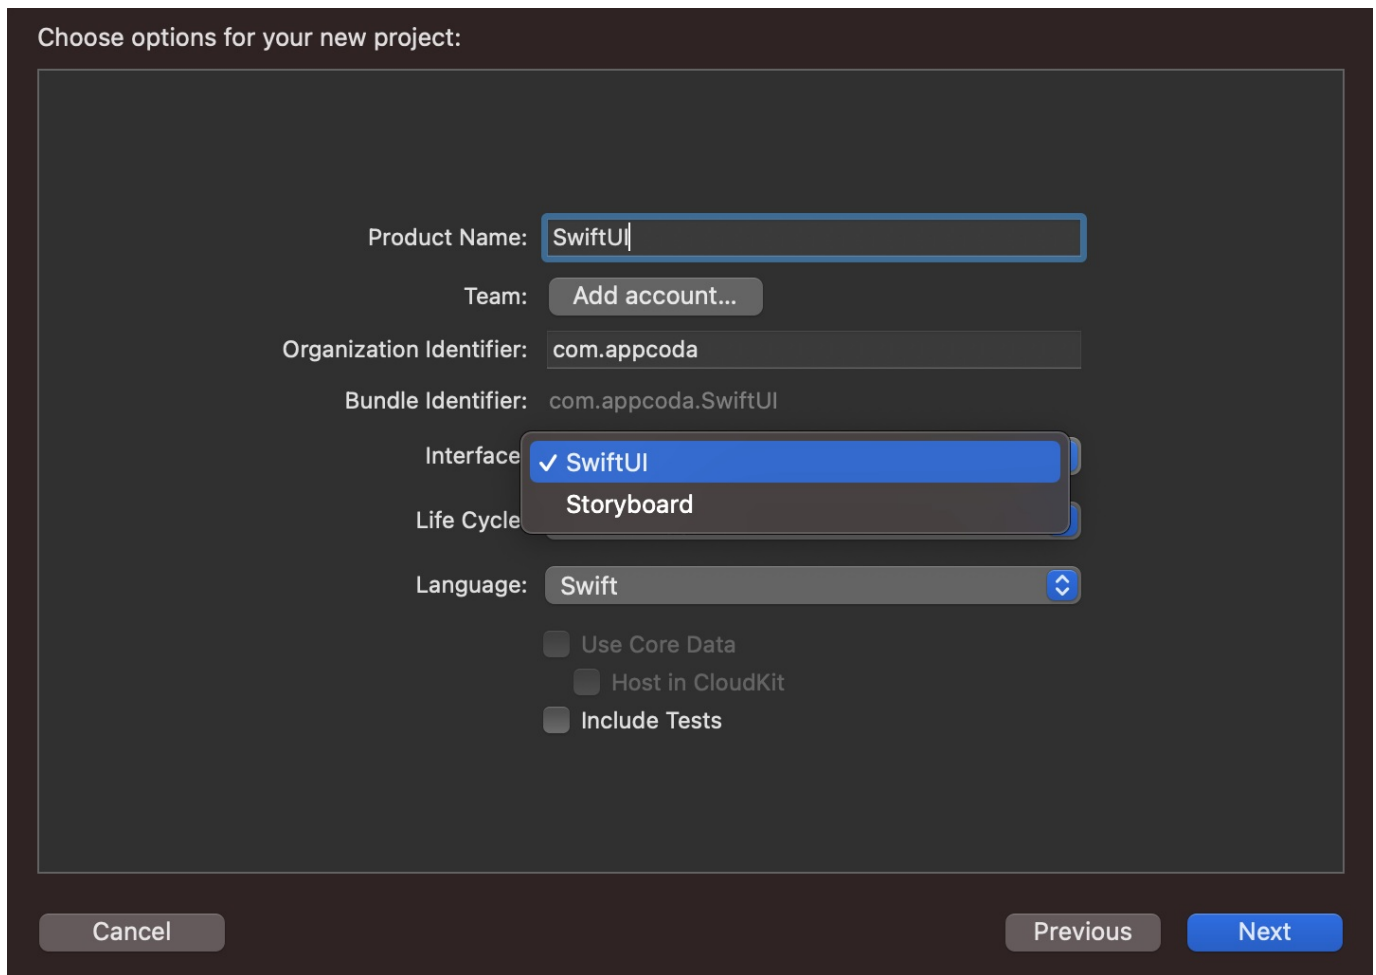 Choose options for your new project:
Product Name: SwiftUI
Team: Add account...
Organization Identifier: com.appcoda
Bundle Identifier: com.appcoda.SwiftUI
Interface ✓ SwiftUI
Storyboard
Life Cycle
Language: Swift
Use Core Data
Host in CloudKit
Include Tests
Cancel Previous Next